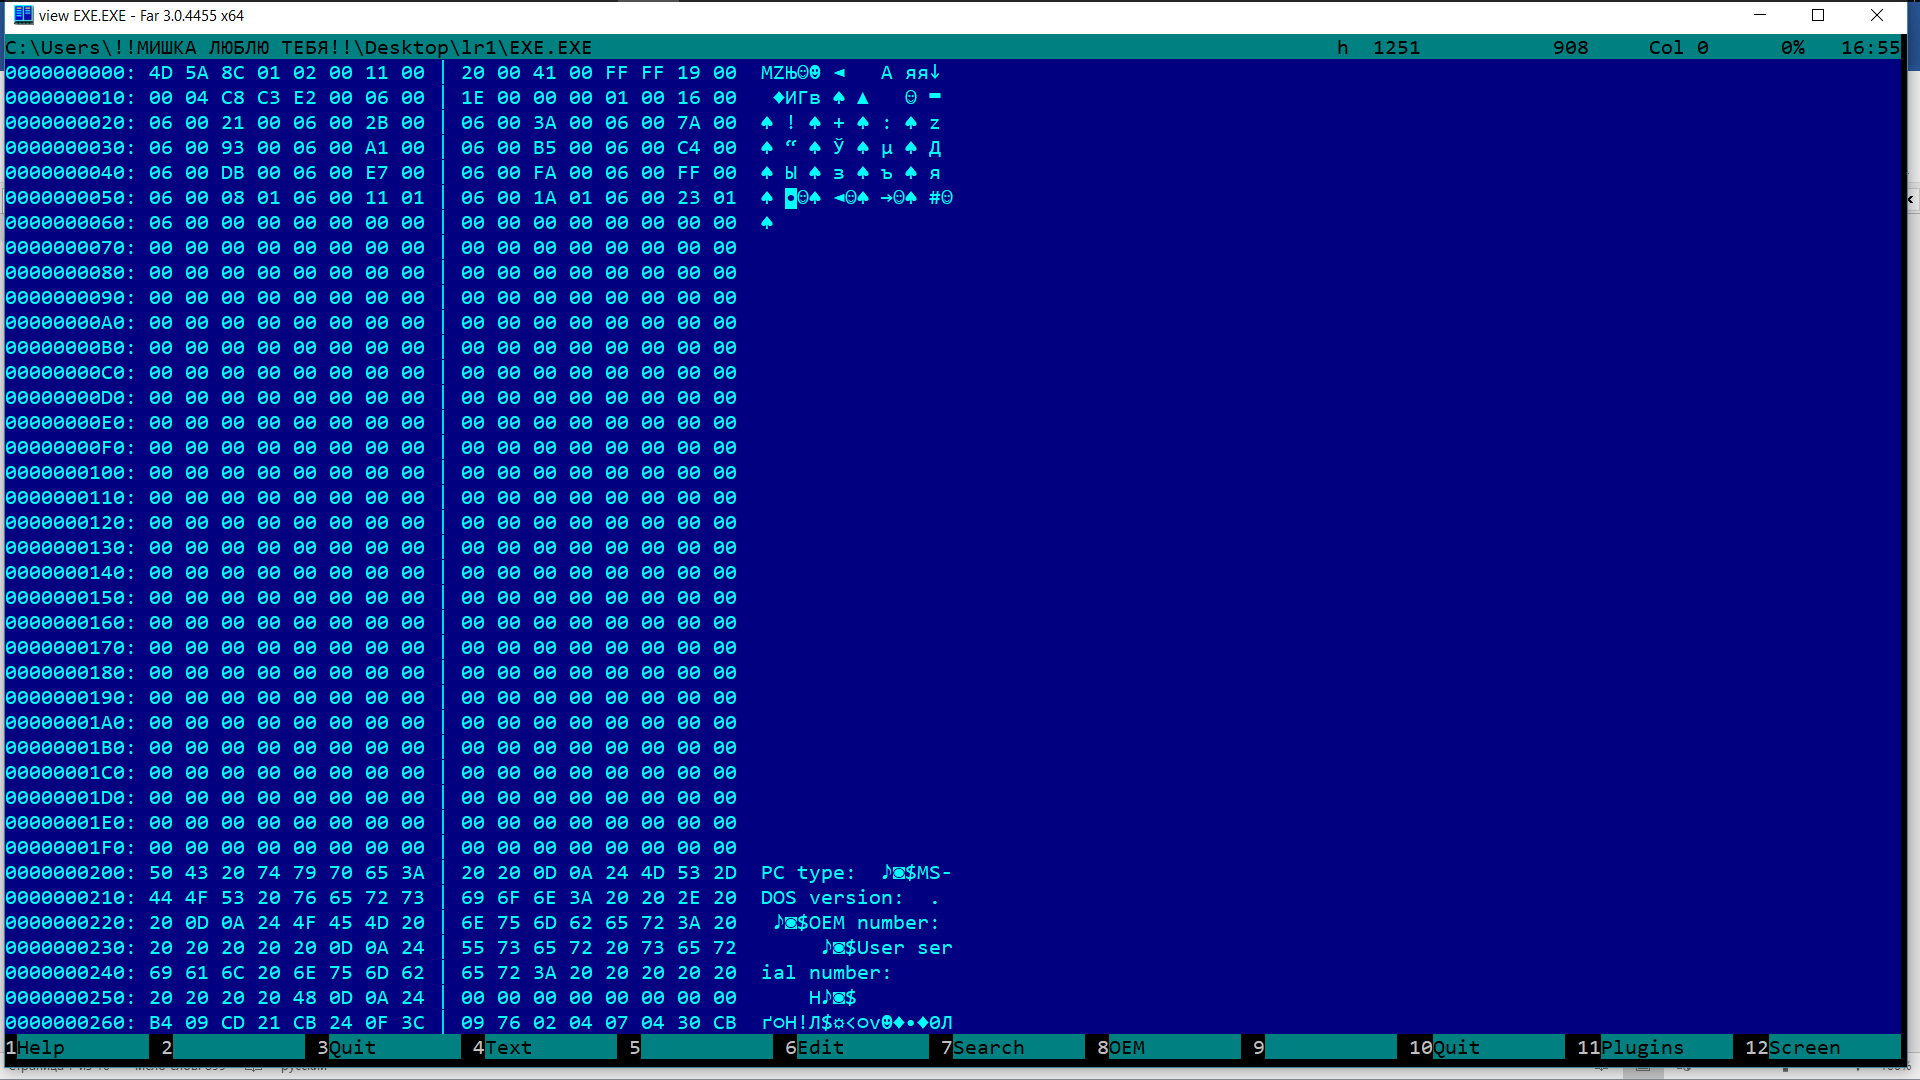 view EXE.EXE - Far 3.0.4455 x64
C:\Users\!!МИШКА ЛЮБЛЮ ТЕБЯ!!\Desktop\lr1\EXE.EXE h 1251 908 Col 0 0% 16:55
0000000000: 4D 5A 8C 01 02 00 11 00 │ 20 00 41 00 FF FF 19 00 MZЊ☺☻ ◄ A яя↓
0000000010: 00 04 C8 C3 E2 00 06 00 │ 1E 00 00 00 01 00 16 00 ♦ИГв ♠ ▲ ☺ ▬
0000000020: 06 00 21 00 06 00 2B 00 │ 06 00 3A 00 06 00 7A 00 ♠ ! ♠ + ♠ : ♠ z
0000000030: 06 00 93 00 06 00 A1 00 │ 06 00 B5 00 06 00 C4 00 ♠ “ ♠ Ў ♠ µ ♠ Д
0000000040: 06 00 DB 00 06 00 E7 00 │ 06 00 FA 00 06 00 FF 00 ♠ Ы ♠ з ♠ ъ ♠ я
0000000050: 06 00 08 01 06 00 11 01 │ 06 00 1A 01 06 00 23 01 ♠ ◘☺♠ ◄☺♠ →☺♠ #☺
0000000060: 06 00 00 00 00 00 00 00 │ 00 00 00 00 00 00 00 00 ♠
0000000070: 00 00 00 00 00 00 00 00 │ 00 00 00 00 00 00 00 00
0000000080: 00 00 00 00 00 00 00 00 │ 00 00 00 00 00 00 00 00
0000000090: 00 00 00 00 00 00 00 00 │ 00 00 00 00 00 00 00 00
00000000A0: 00 00 00 00 00 00 00 00 │ 00 00 00 00 00 00 00 00
00000000B0: 00 00 00 00 00 00 00 00 │ 00 00 00 00 00 00 00 00
00000000C0: 00 00 00 00 00 00 00 00 │ 00 00 00 00 00 00 00 00
00000000D0: 00 00 00 00 00 00 00 00 │ 00 00 00 00 00 00 00 00
00000000E0: 00 00 00 00 00 00 00 00 │ 00 00 00 00 00 00 00 00
00000000F0: 00 00 00 00 00 00 00 00 │ 00 00 00 00 00 00 00 00
0000000100: 00 00 00 00 00 00 00 00 │ 00 00 00 00 00 00 00 00
0000000110: 00 00 00 00 00 00 00 00 │ 00 00 00 00 00 00 00 00
0000000120: 00 00 00 00 00 00 00 00 │ 00 00 00 00 00 00 00 00
0000000130: 00 00 00 00 00 00 00 00 │ 00 00 00 00 00 00 00 00
0000000140: 00 00 00 00 00 00 00 00 │ 00 00 00 00 00 00 00 00
0000000150: 00 00 00 00 00 00 00 00 │ 00 00 00 00 00 00 00 00
0000000160: 00 00 00 00 00 00 00 00 │ 00 00 00 00 00 00 00 00
0000000170: 00 00 00 00 00 00 00 00 │ 00 00 00 00 00 00 00 00
0000000180: 00 00 00 00 00 00 00 00 │ 00 00 00 00 00 00 00 00
0000000190: 00 00 00 00 00 00 00 00 │ 00 00 00 00 00 00 00 00
00000001A0: 00 00 00 00 00 00 00 00 │ 00 00 00 00 00 00 00 00
00000001B0: 00 00 00 00 00 00 00 00 │ 00 00 00 00 00 00 00 00
00000001C0: 00 00 00 00 00 00 00 00 │ 00 00 00 00 00 00 00 00
00000001D0: 00 00 00 00 00 00 00 00 │ 00 00 00 00 00 00 00 00
00000001E0: 00 00 00 00 00 00 00 00 │ 00 00 00 00 00 00 00 00
00000001F0: 00 00 00 00 00 00 00 00 │ 00 00 00 00 00 00 00 00
0000000200: 50 43 20 74 79 70 65 3A │ 20 20 0D 0A 24 4D 53 2D PC type: ♪◙$MS-
0000000210: 44 4F 53 20 76 65 72 73 │ 69 6F 6E 3A 20 20 2E 20 DOS version: .
0000000220: 20 0D 0A 24 4F 45 4D 20 │ 6E 75 6D 62 65 72 3A 20 ♪◙$OEM number:
0000000230: 20 20 20 20 20 0D 0A 24 │ 55 73 65 72 20 73 65 72 ♪◙$User ser
0000000240: 69 61 6C 20 6E 75 6D 62 │ 65 72 3A 20 20 20 20 20 ial number:
0000000250: 20 20 20 20 48 0D 0A 24 │ 00 00 00 00 00 00 00 00 H♪◙$
0000000260: B4 09 CD 21 CB 24 0F 3C │ 09 76 02 04 07 04 30 CB ґ○Н!Л$☼<○v☻♦•♦0Л
1Help 2 3Quit 4Text 5 6Edit 7Search 8OEM 9 10Quit 11Plugins 12Screen